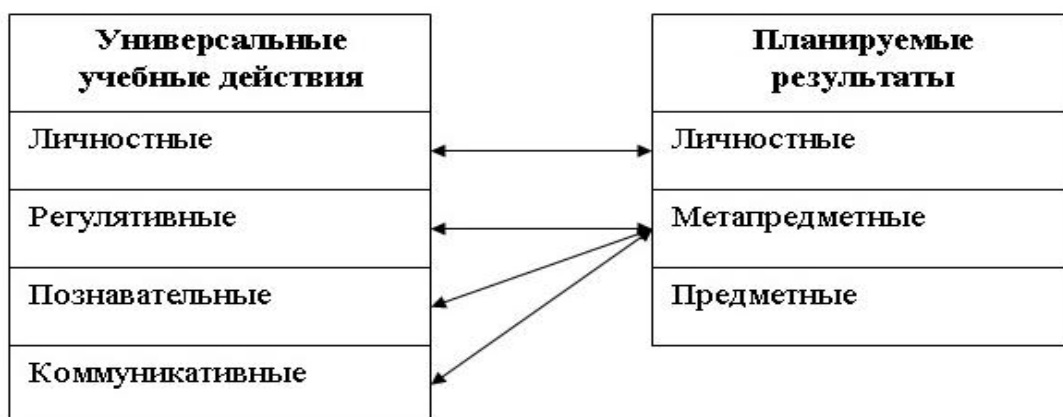 Универсальные
учебные действия
Личностные
Регулятивные
Познавательные
Коммуникативные
Планируемые
результаты
Личностные
Метапредметные
Предметные